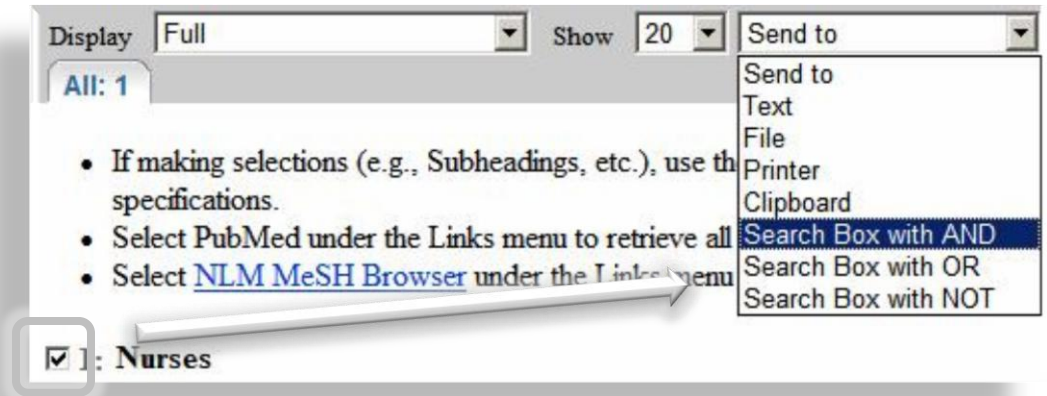 Display Full Show 20 Send to
All: 1
Send to
Text
File
Printer
Clipboard
Search Box with AND
Search Box with OR
Search Box with NOT
• If making selections (e.g., Subheadings, etc.), use th
specifications.
• Select PubMed under the Links menu to retrieve all
• Select NLM MeSH Browser under the Links menu
1: Nurses